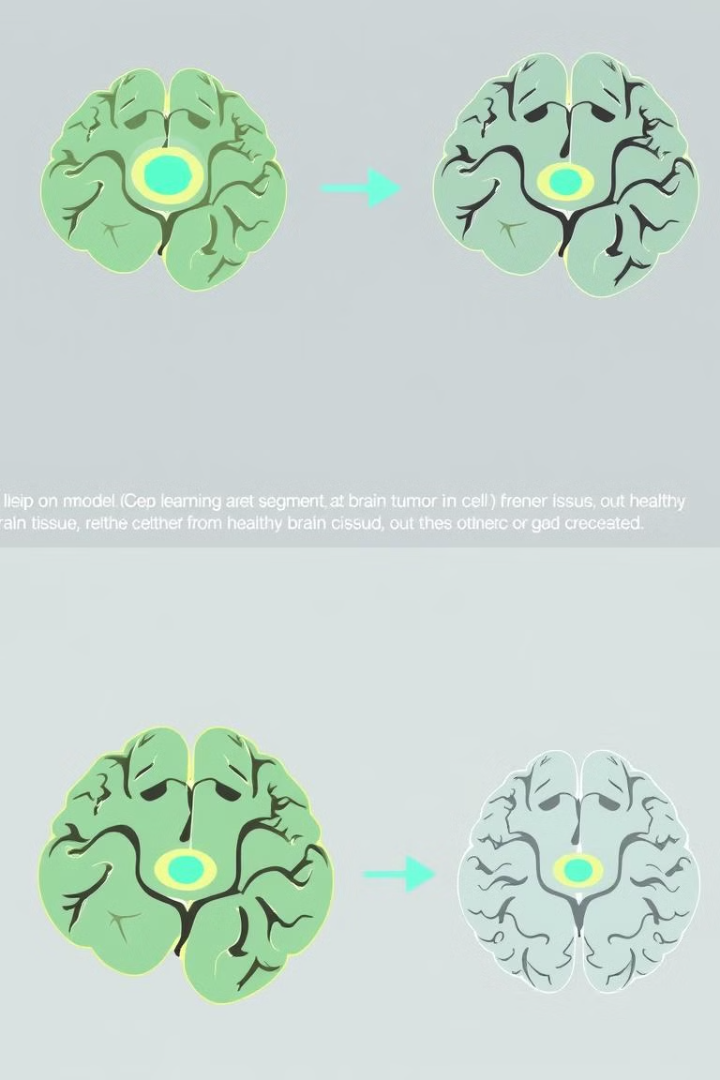 lieip on model (Cep learning aret segment, at brain tumor in cell) frener issus, out healthy
rain tissue, relthe celther from healthy brain cissud, out thes otlnerc or gad creceated.